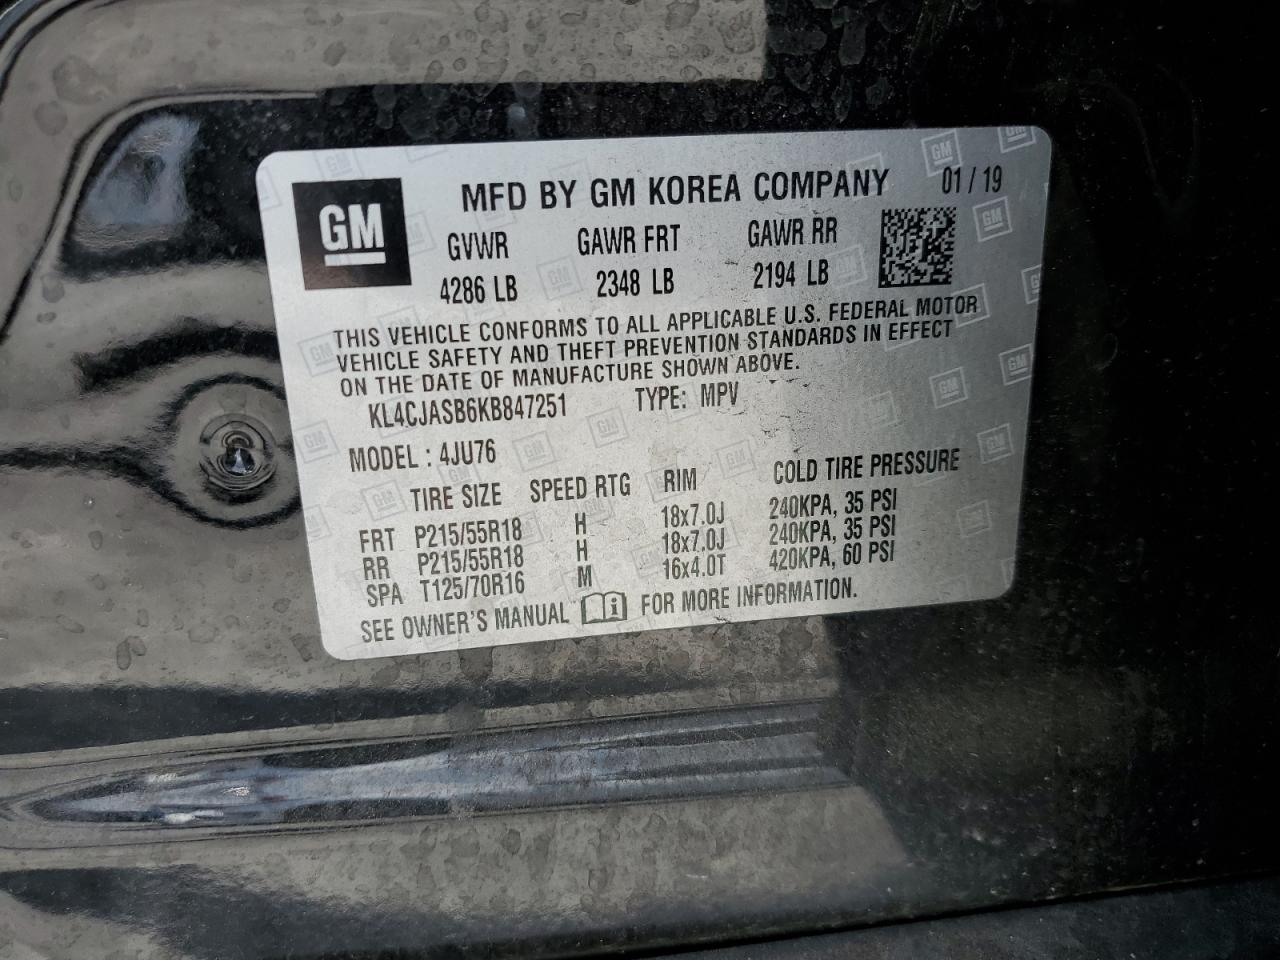 GM
MFD BY GM KOREA COMPANY 01 / 19
GVWR GAWR FRT GAWR RR
4286 LB 2348 LB 2194 LB
THIS VEHICLE CONFORMS TO ALL APPLICABLE U.S. FEDERAL MOTOR
VEHICLE SAFETY AND THEFT PREVENTION STANDARDS IN EFFECT
ON THE DATE OF MANUFACTURE SHOWN ABOVE.
KL4CJASB6KB847251 TYPE: MPV
MODEL : 4JU76
TIRE SIZE SPEED RTG RIM COLD TIRE PRESSURE
FRT P215/55R18 H 18x7.0J 240KPA, 35 PSI
RR P215/55R18 H 18x7.0J 240KPA, 35 PSI
SPA T125/70R16 M 16x4.0T 420KPA, 60 PSI
SEE OWNER'S MANUAL i FOR MORE INFORMATION.